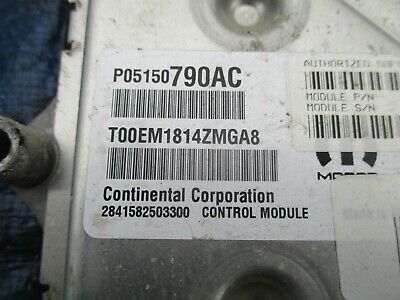 P05150790AC
T00EM1814ZMGA8
Continental Corporation
2841582503300 CONTROL MODULE
AUTHORIZED
MODULE P/N
MODULE S/N